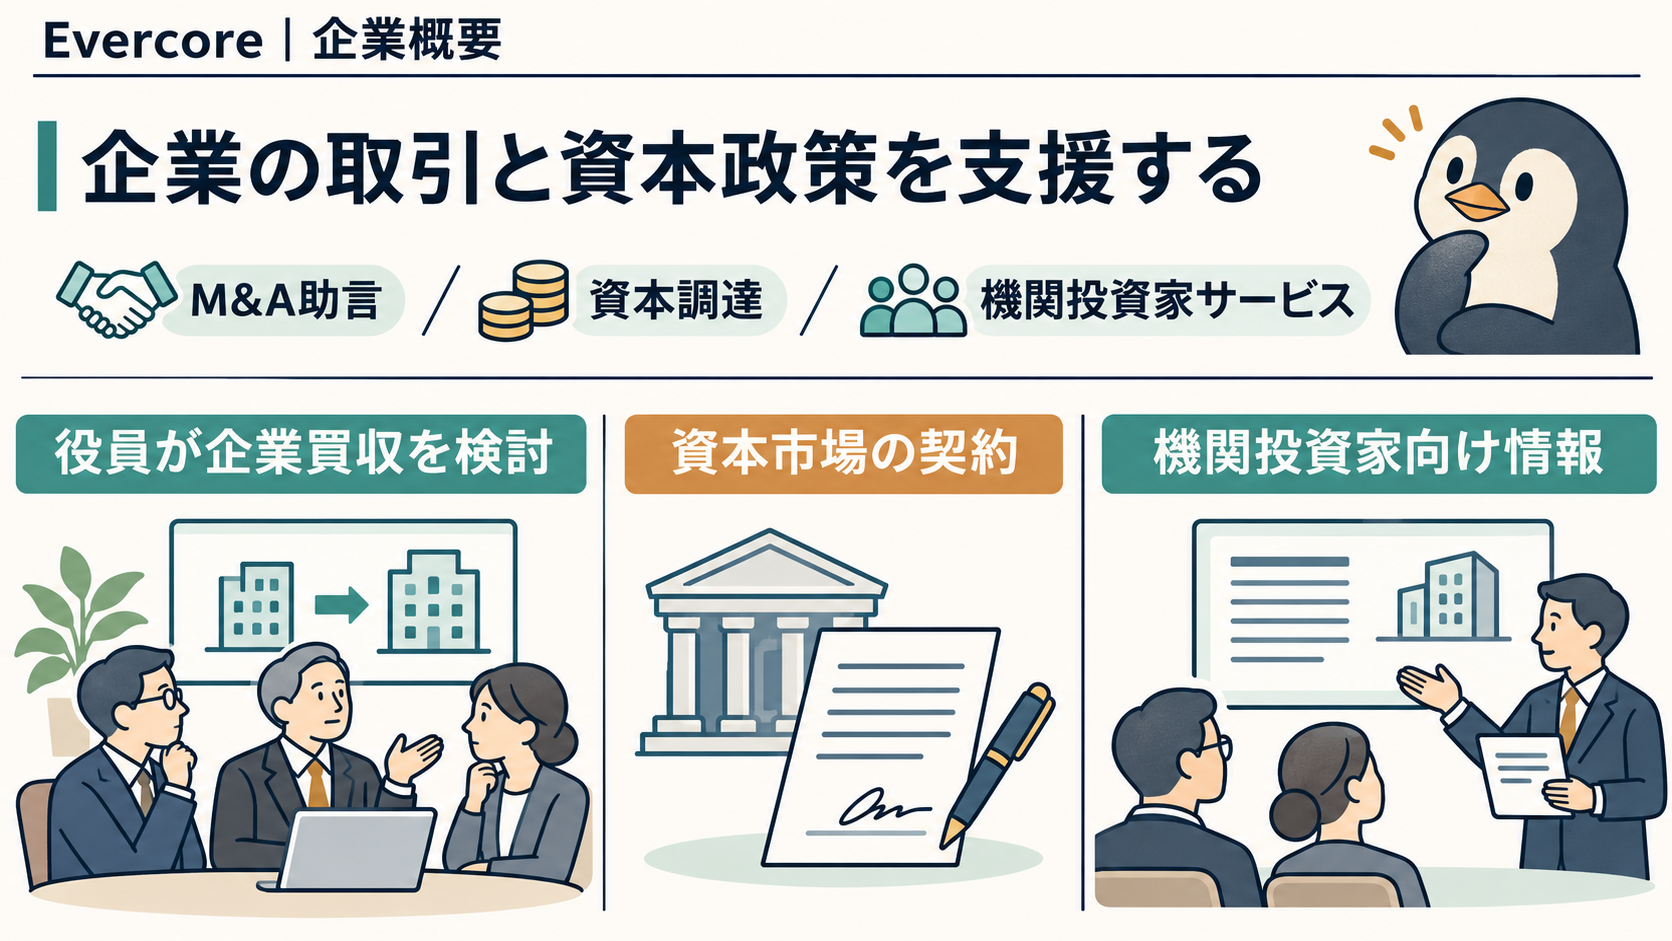 Evercore｜企業概要
企業の取引と資本政策を支援する
M&A助言 / 資本調達 / 機関投資家サービス
役員が企業買収を検討
資本市場の契約
機関投資家向け情報